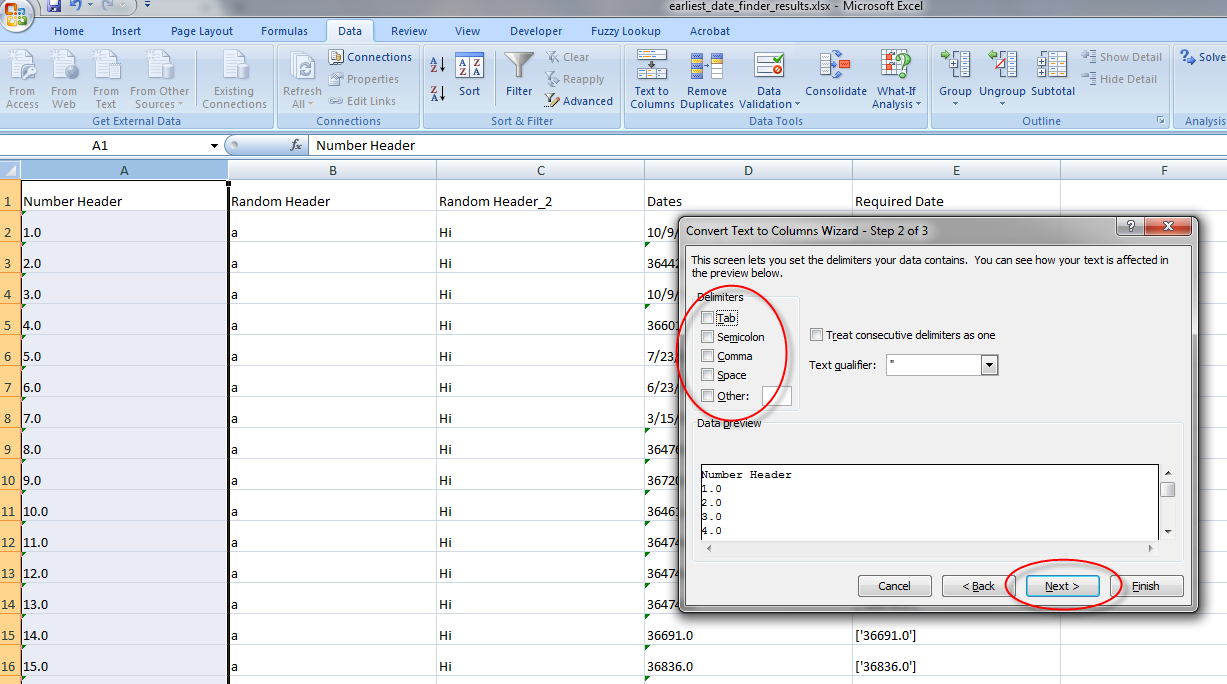 earliest_date_finder_results.xlsx - Microsoft Excel
Home Insert Page Layout Formulas Data Review View Developer Fuzzy Lookup Acrobat
From Access From Web From Text From Other Sources Existing Connections
Get External Data
Refresh All Connections Properties Edit Links
Connections
Sort Filter Clear Reapply Advanced
Sort & Filter
Text to Columns Remove Duplicates Data Validation Consolidate What-If Analysis
Data Tools
Group Ungroup Subtotal Show Detail Hide Detail
Outline
? Solve
Analysis
A1 fx Number Header
A B C D E F
1 Number Header Random Header Random Header_2 Dates Required Date
2 1.0 a Hi 10/9/
3 2.0 a Hi 36442
4 3.0 a Hi 10/9/
5 4.0 a Hi 36603
6 5.0 a Hi 7/23/
7 6.0 a Hi 6/23/
8 7.0 a Hi 3/15/
9 8.0 a Hi 36476
10 9.0 a Hi 36720
11 10.0 a Hi 36461
12 11.0 a Hi 36474
13 12.0 a Hi 36474
14 13.0 a Hi 36474
15 14.0 a Hi 36691.0 ['36691.0']
16 15.0 a Hi 36836.0 ['36836.0']
Convert Text to Columns Wizard - Step 2 of 3
This screen lets you set the delimiters your data contains. You can see how your text is affected in
the preview below.
Delimiters
Tab
Semicolon
Comma
Space
Other:
Treat consecutive delimiters as one
Text qualifier: "
Data preview
Number Header
1.0
2.0
3.0
4.0
Cancel < Back Next > Finish